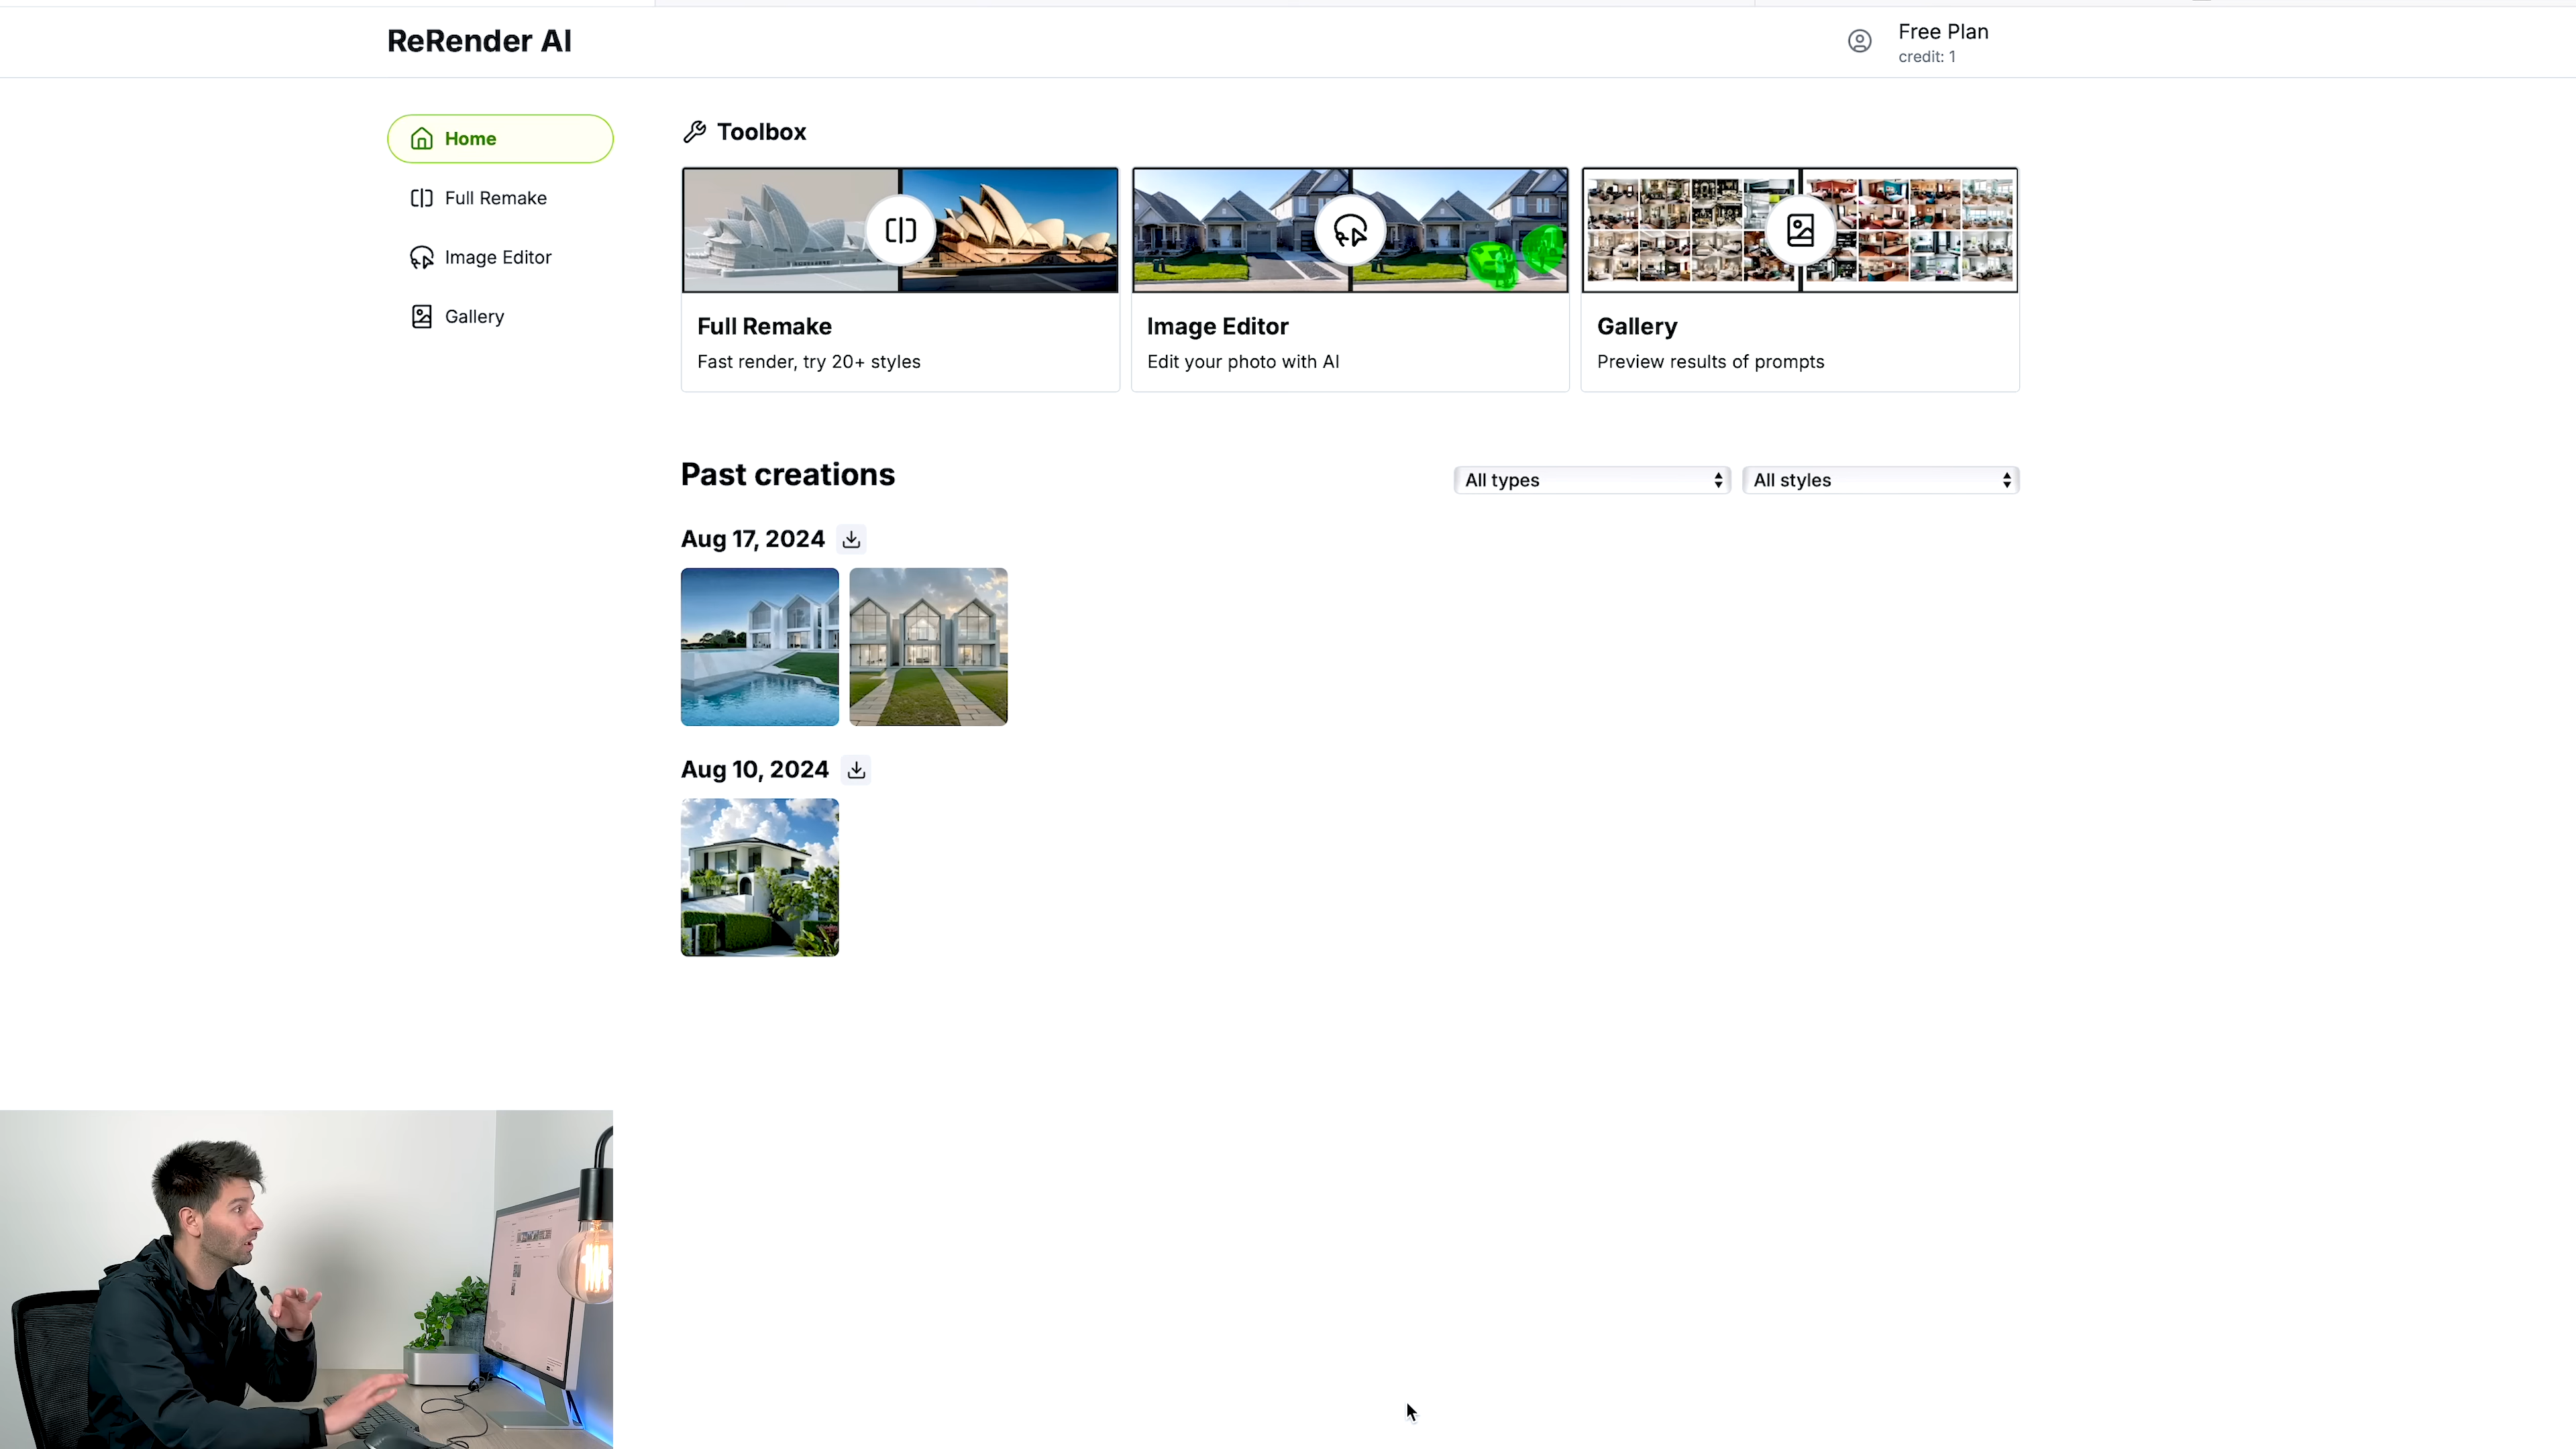 ReRender AI
Free Plan
credit: 1
Home
Full Remake
Image Editor
Gallery
Toolbox
Full Remake
Fast render, try 20+ styles
Image Editor
Edit your photo with AI
Gallery
Preview results of prompts
Past creations
All types
All styles
Aug 17, 2024
Aug 10, 2024